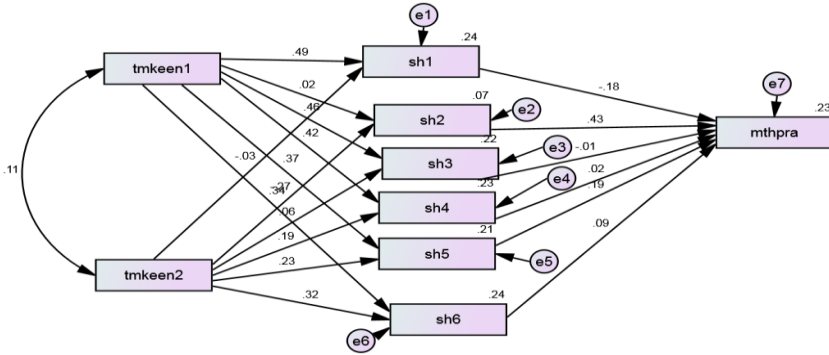 e1
.24
.49
sh1
tmkeen1
-.18
e7
.02
.07
.23
sh2
e2
.46
.43
mthpra
.42
.22
e3
-.01
-.03
.37
sh3
e4
.02
.11
.23
.19
.06
sh4
.19
.21
.09
.23
sh5
e5
tmkeen2
.32
.24
sh6
e6